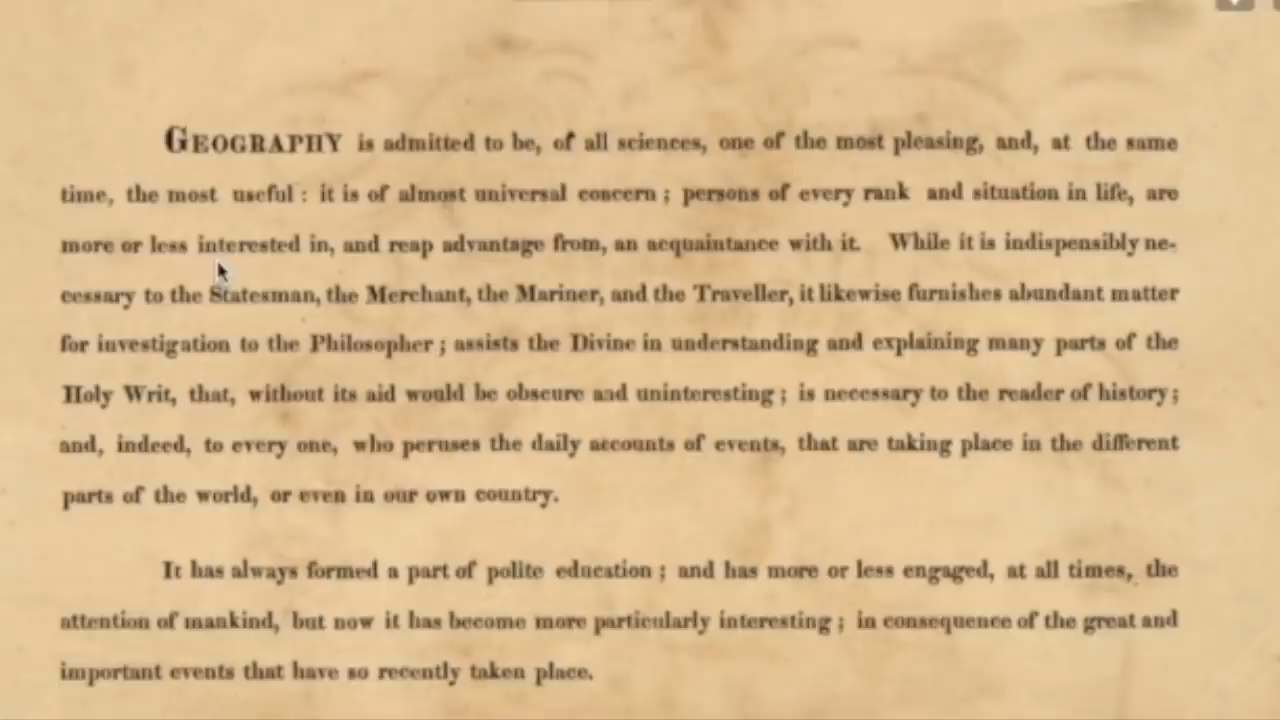 GEOGRAPHY is admitted to be, of all sciences, one of the most pleasing, and, at the same
time, the most useful : it is of almost universal concern ; persons of every rank and situation in life, are
more or less interested in, and reap advantage from, an acquaintance with it. While it is indispensibly ne-
cessary to the Statesman, the Merchant, the Mariner, and the Traveller, it likewise furnishes abundant matter
for investigation to the Philosopher ; assists the Divine in understanding and explaining many parts of the
Holy Writ, that, without its aid would be obscure and uninteresting ; is necessary to the reader of history ;
and, indeed, to every one, who peruses the daily accounts of events, that are taking place in the different
parts of the world, or even in our own country.
It has always formed a part of polite education ; and has more or less engaged, at all times, the
attention of mankind, but now it has become more particularly interesting ; in consequence of the great and
important events that have so recently taken place.